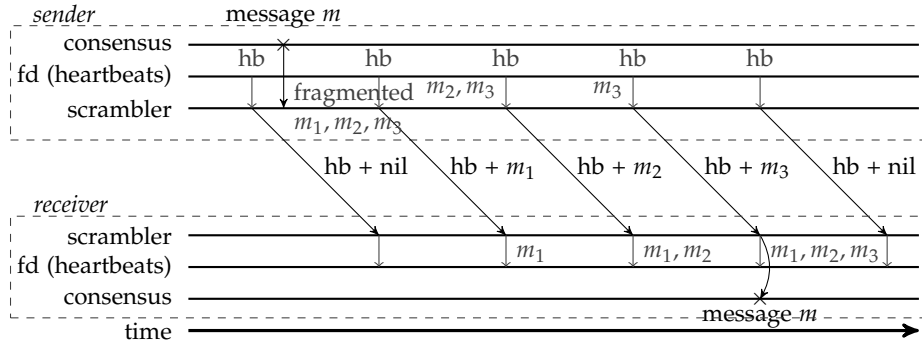 sender
message m
consensus
hb hb hb hb hb
fd (heartbeats)
fragmented m₂, m₃ m₃
scrambler
m₁, m₂, m₃
hb + nil hb + m₁ hb + m₂ hb + m₃ hb + nil
receiver
scrambler
m₁ m₁, m₂ m₁, m₂, m₃
fd (heartbeats)
consensus
message m
time